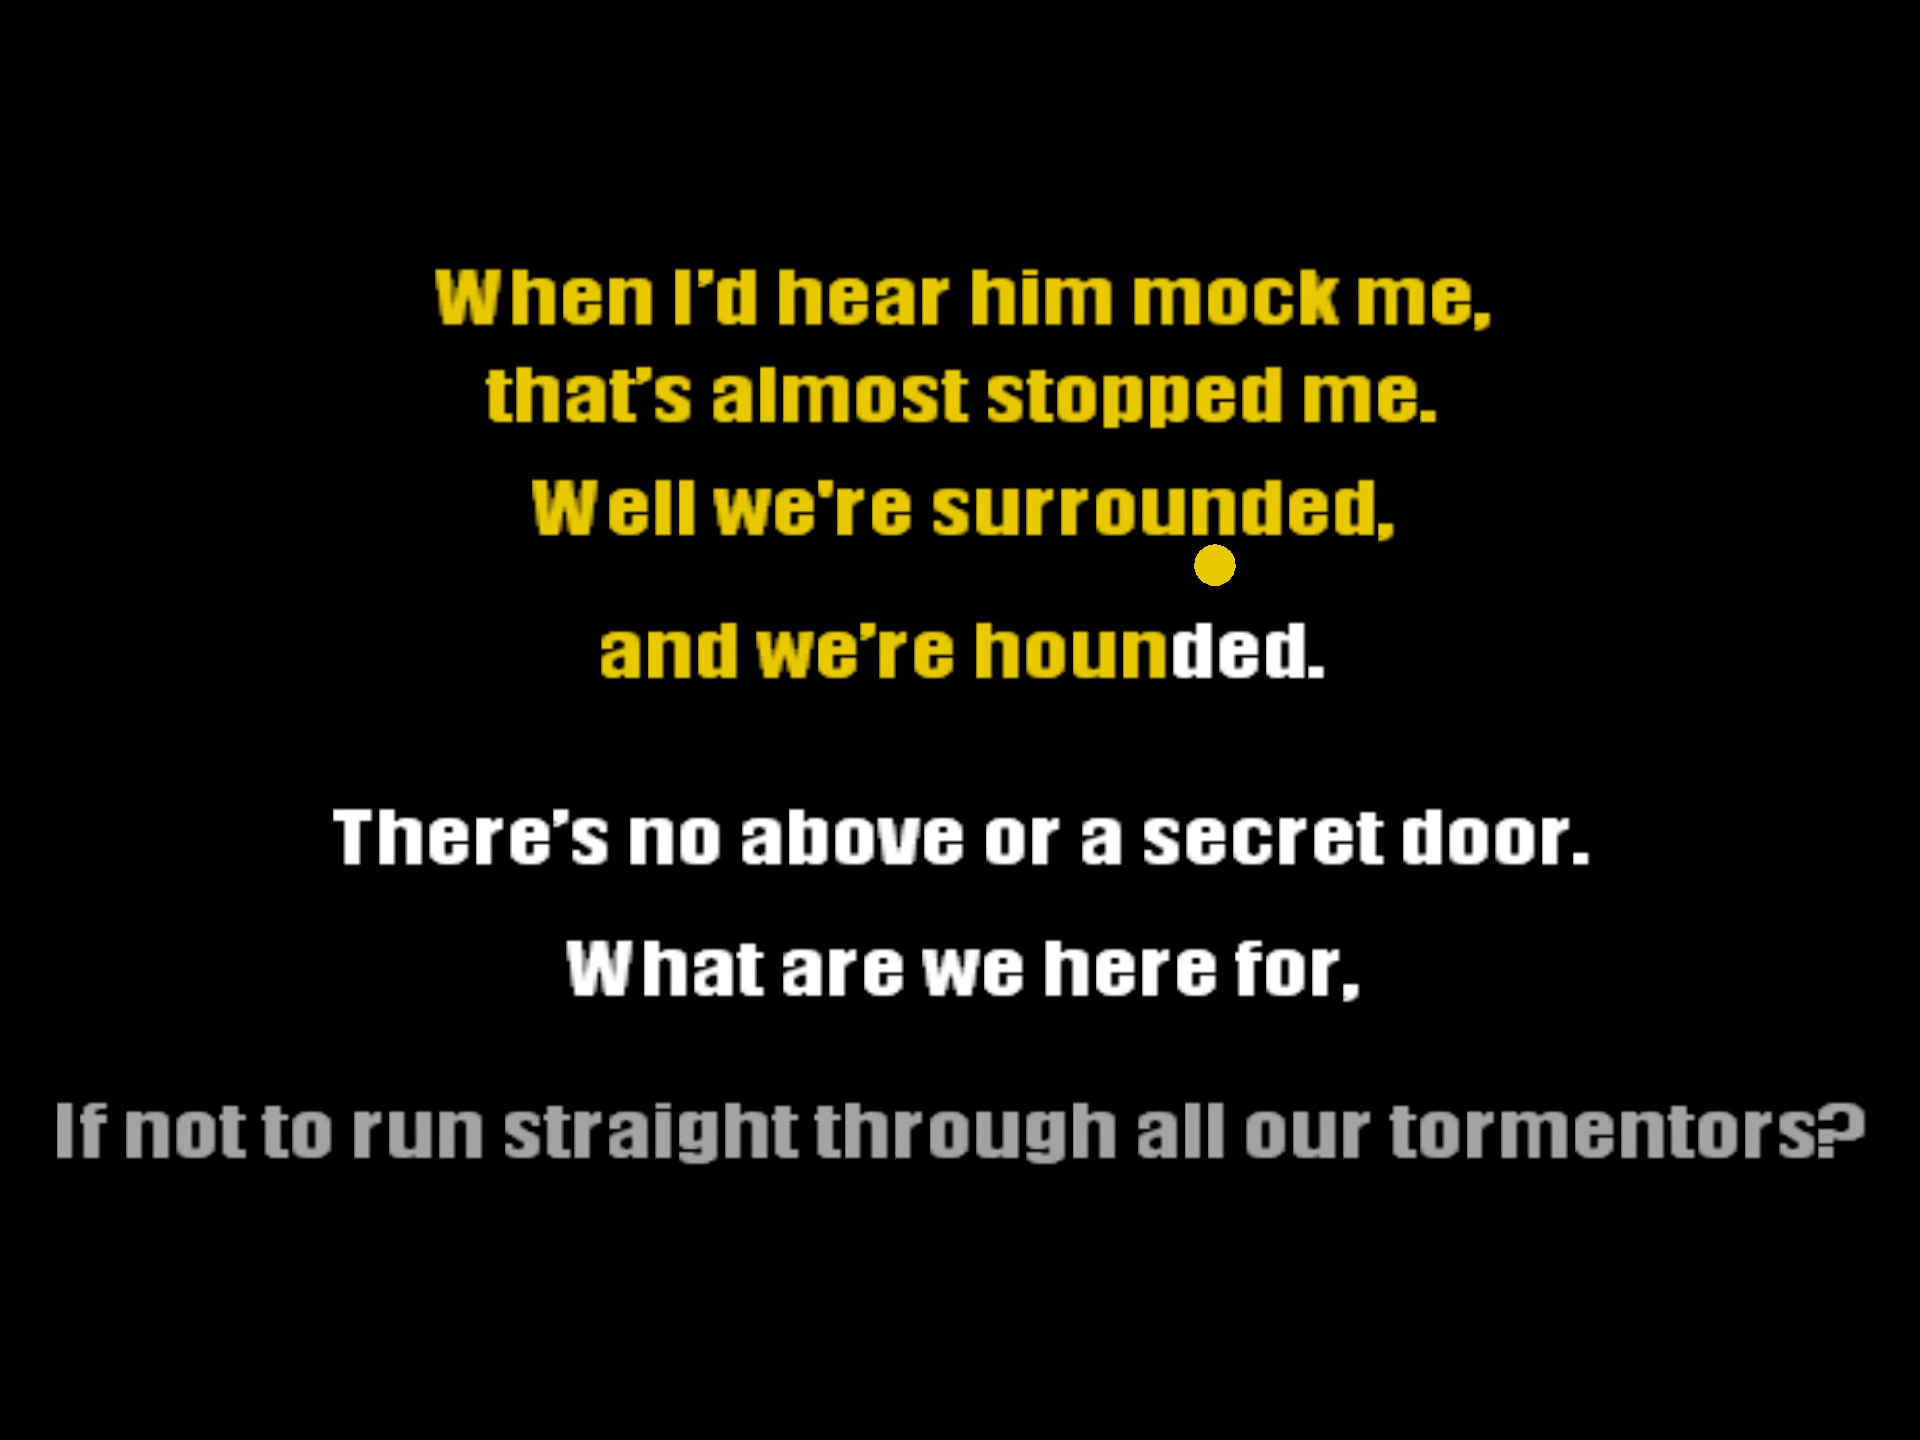 When I’d hear him mock me,
that’s almost stopped me.
Well we're surrounded,
and we’re hounded.
There’s no above or a secret door.
What are we here for,
If not to run straight through all our tormentors?